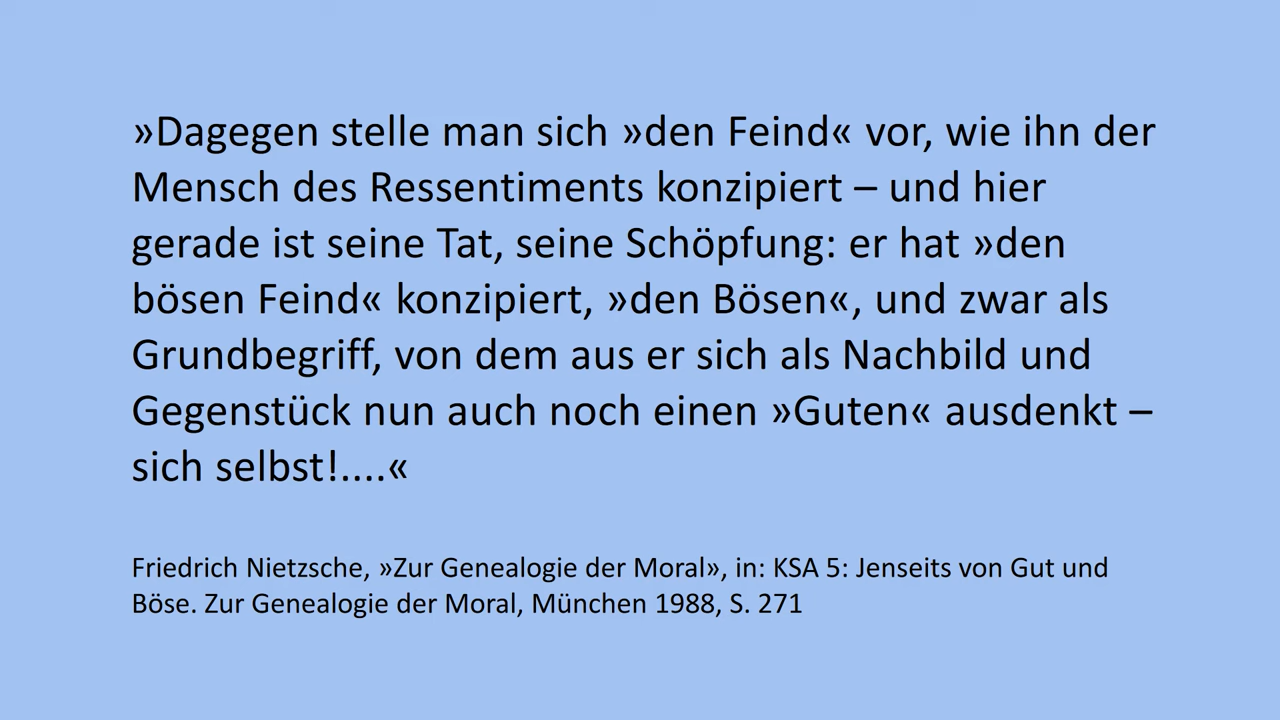 »Dagegen stelle man sich »den Feind« vor, wie ihn der
Mensch des Ressentiments konzipiert – und hier
gerade ist seine Tat, seine Schöpfung: er hat »den
bösen Feind« konzipiert, »den Bösen«, und zwar als
Grundbegriff, von dem aus er sich als Nachbild und
Gegenstück nun auch noch einen »Guten« ausdenkt –
sich selbst!....«
Friedrich Nietzsche, »Zur Genealogie der Moral», in: KSA 5: Jenseits von Gut und
Böse. Zur Genealogie der Moral, München 1988, S. 271